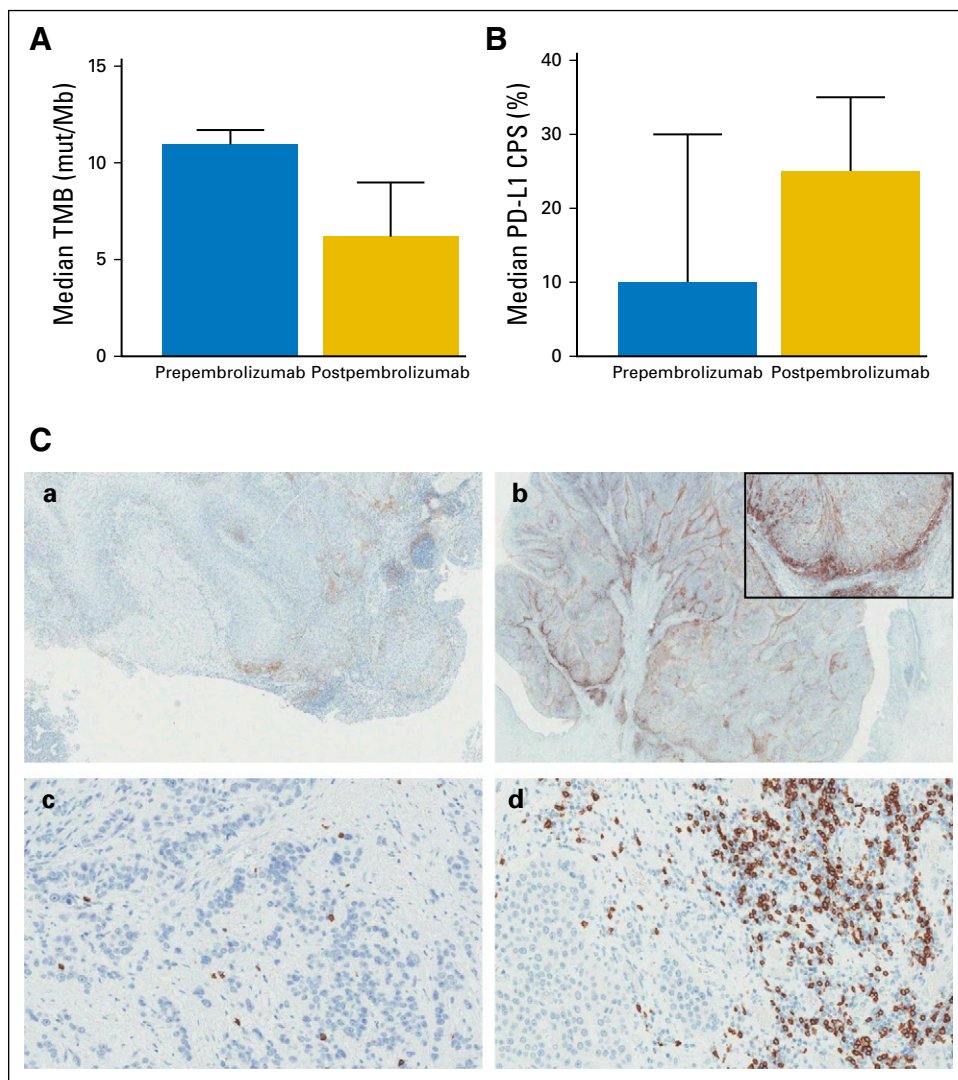 A
B
Median TMB (mut/Mb)
15
10
5
0
Prepembrolizumab Postpembrolizumab
Median PD-L1 CPS (%)
40
30
20
10
0
Prepembrolizumab Postpembrolizumab
C
a
b
c
d